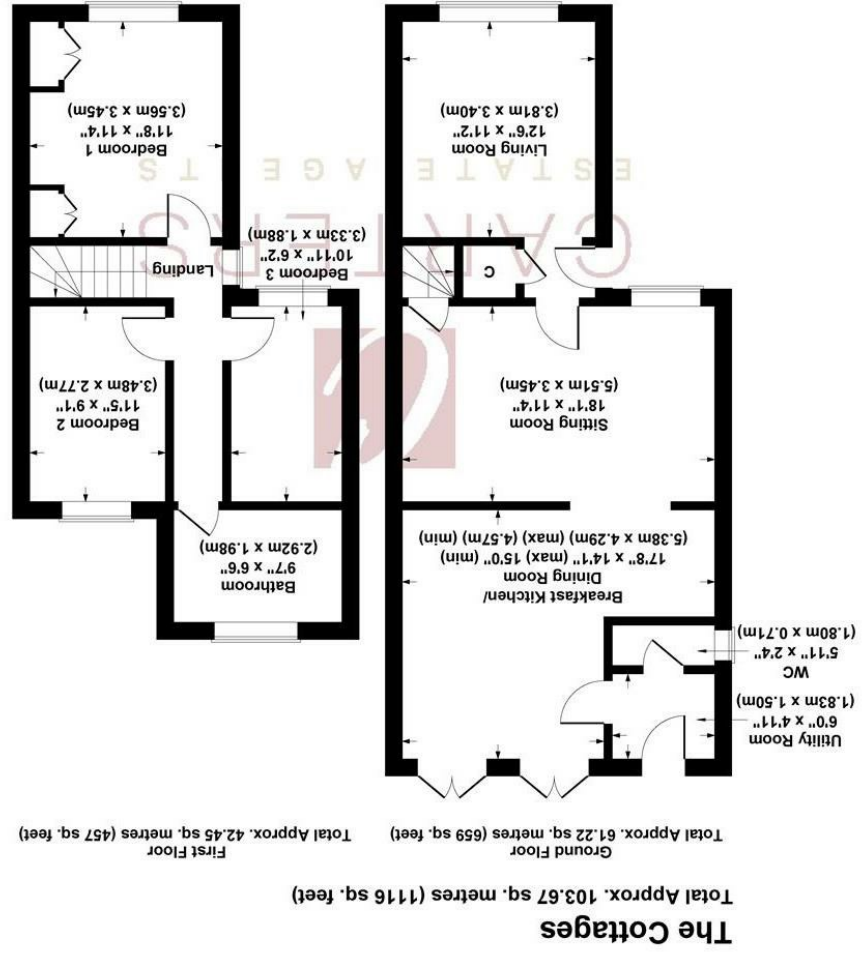 The Cottages
Total Approx. 103.67 sq. metres (1116 sq. feet)
Ground Floor
Total Approx. 61.22 sq. metres (659 sq. feet)
First Floor
Total Approx. 42.45 sq. metres (457 sq. feet)
Utility Room
6'0" x 4'11"
(1.83m x 1.50m)
WC
5'11" x 2'4"
(1.80m x 0.71m)
Breakfast Kitchen/
Dining Room
17'8" x 14'1" (max) 15'0" (min)
(5.38m x 4.29m) (max) (4.57m) (min)
Sitting Room
18'1" x 11'4"
(5.51m x 3.45m)
C
Living Room
12'6" x 11'2"
(3.81m x 3.40m)
Bathroom
9'7" x 6'6"
(2.92m x 1.98m)
Bedroom 2
11'5" x 9'1"
(3.48m x 2.77m)
Bedroom 3
10'11" x 6'2"
(3.33m x 1.88m)
Landing
Bedroom 1
11'8" x 11'4"
(3.56m x 3.45m)
CARTERS
ESTATE AGE TS